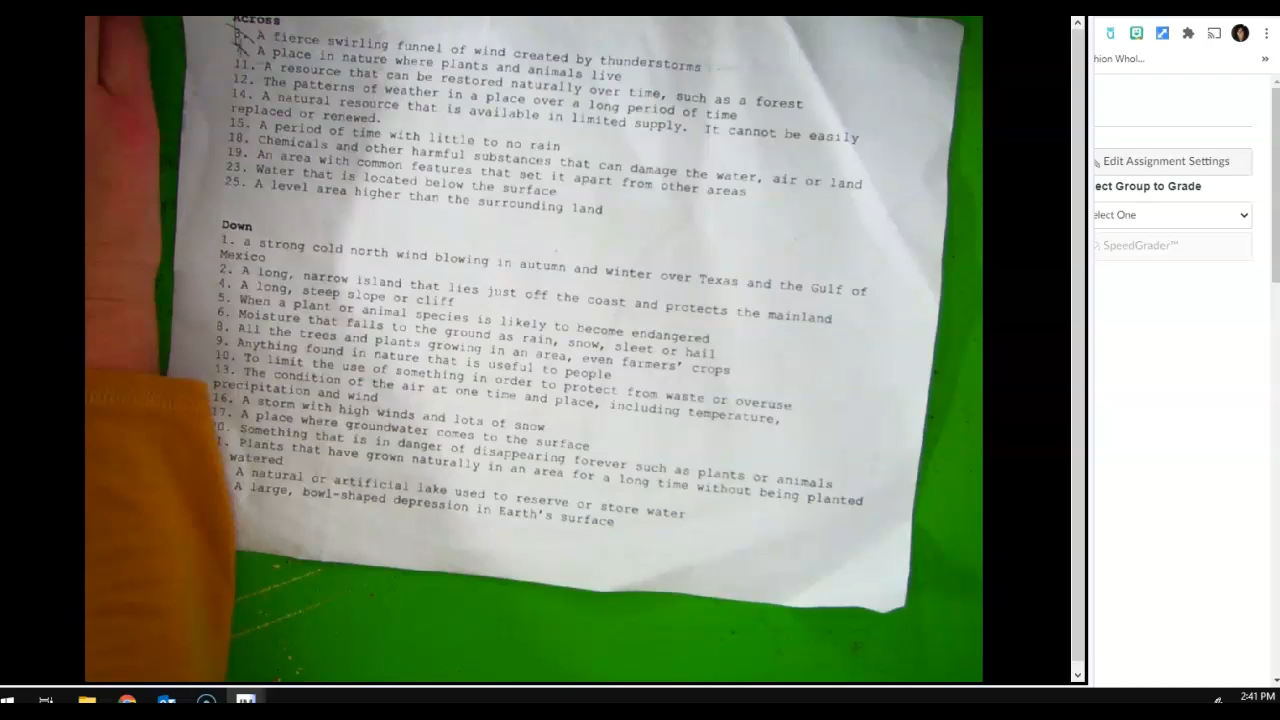 Across
3. A fierce swirling funnel of wind created by thunderstorms
7. A place in nature where plants and animals live
11. A resource that can be restored naturally over time, such as a forest
12. The patterns of weather in a place over a long period of time
14. A natural resource that is available in limited supply. It cannot be easily
replaced or renewed.
15. A period of time with little to no rain
18. Chemicals and other harmful substances that can damage the water, air or land
19. An area with common features that set it apart from other areas
23. Water that is located below the surface
25. A level area higher than the surrounding land
Down
1. a strong cold north wind blowing in autumn and winter over Texas and the Gulf of
Mexico
2. A long, narrow island that lies just off the coast and protects the mainland
4. A long, steep slope or cliff
5. When a plant or animal species is likely to become endangered
6. Moisture that falls to the ground as rain, snow, sleet or hail
8. All the trees and plants growing in an area, even farmers' crops
9. Anything found in nature that is useful to people
10. To limit the use of something in order to protect from waste or overuse
13. The condition of the air at one time and place, including temperature,
precipitation and wind
16. A storm with high winds and lots of snow
17. A place where groundwater comes to the surface
0. Something that is in danger of disappearing forever such as plants or animals
1. Plants that have grown naturally in an area for a long time without being planted
watered
A natural or artificial lake used to reserve or store water
A large, bowl-shaped depression in Earth's surface
hion Whol...
»
Edit Assignment Settings
ect Group to Grade
elect One
SpeedGrader™
2:41 PM